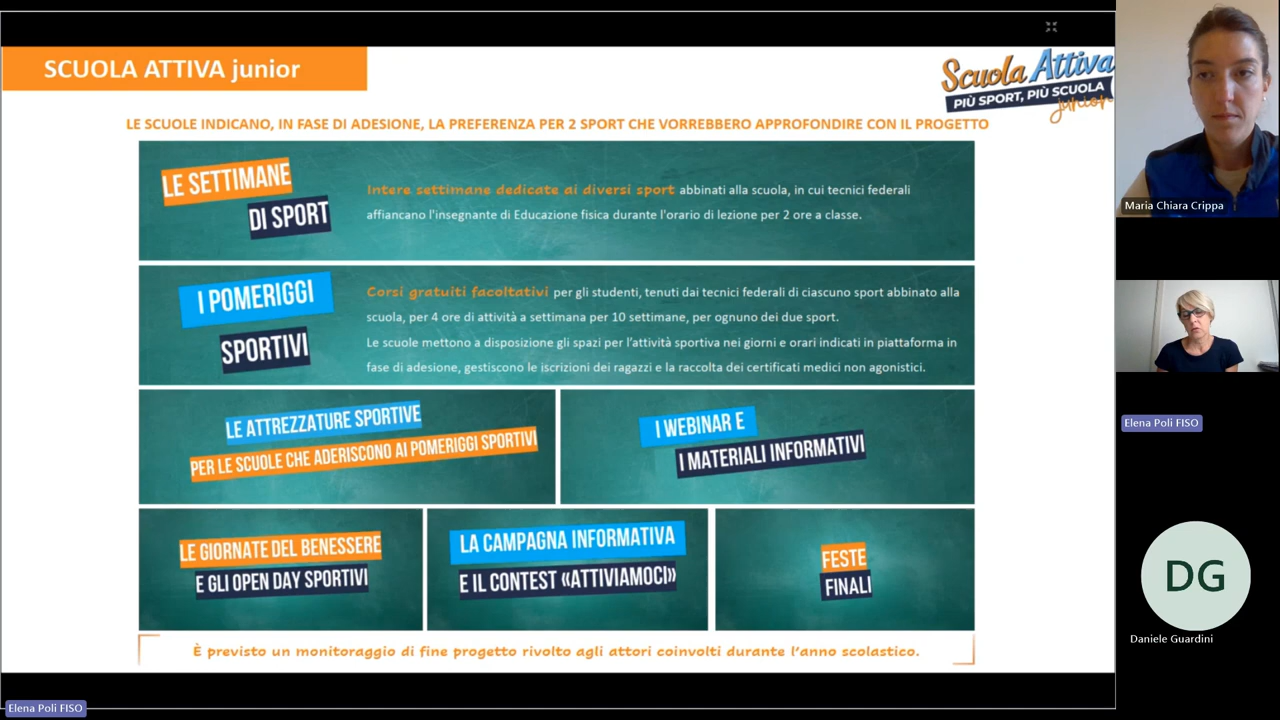 SCUOLA ATTIVA junior
Scuola Attiva
PIÙ SPORT, PIÙ SCUOLA
junior
LE SCUOLE INDICANO, IN FASE DI ADESIONE, LA PREFERENZA PER 2 SPORT CHE VORREBBERO APPROFONDIRE CON IL PROGETTO
LE SETTIMANE
DI SPORT
Intere settimane dedicate ai diversi sport abbinati alla scuola, in cui tecnici federali
affiancano l'insegnante di Educazione fisica durante l'orario di lezione per 2 ore a classe.
I POMERIGGI
SPORTIVI
Corsi gratuiti facoltativi per gli studenti, tenuti dai tecnici federali di ciascuno sport abbinato alla
scuola, per 4 ore di attività a settimana per 10 settimane, per ognuno dei due sport.
Le scuole mettono a disposizione gli spazi per l'attività sportiva nei giorni e orari indicati in piattaforma in
fase di adesione, gestiscono le iscrizioni dei ragazzi e la raccolta dei certificati medici non agonistici.
LE ATTREZZATURE SPORTIVE
PER LE SCUOLE CHE ADERISCONO AI POMERIGGI SPORTIVI
I WEBINAR E
I MATERIALI INFORMATIVI
LE GIORNATE DEL BENESSERE
E GLI OPEN DAY SPORTIVI
LA CAMPAGNA INFORMATIVA
E IL CONTEST «ATTIVIAMOCI»
FESTE
FINALI
È previsto un monitoraggio di fine progetto rivolto agli attori coinvolti durante l'anno scolastico.
Elena Poli FISO
Maria Chiara Crippa
Elena Poli FISO
DG
Daniele Guardini